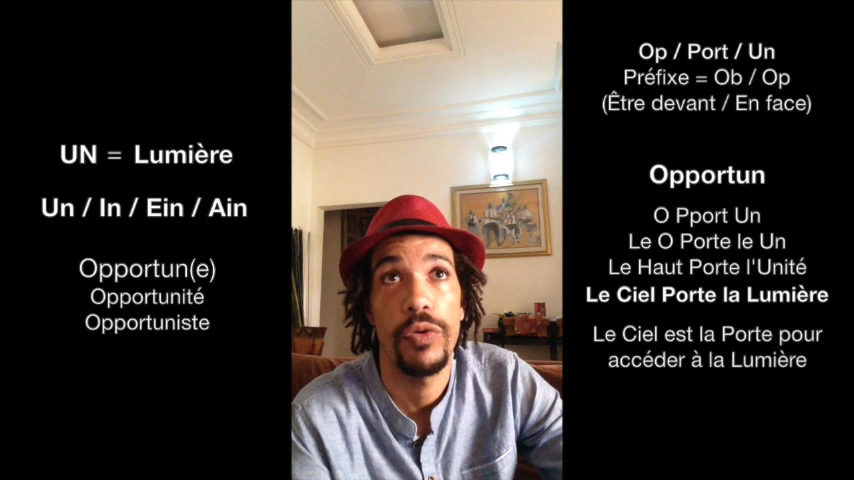 UN = Lumière
Un / In / Ein / Ain
Opportun(e)
Opportunité
Opportuniste
Op / Port / Un
Préfixe = Ob / Op
(Être devant / En face)
Opportun
O Pport Un
Le O Porte le Un
Le Haut Porte l'Unité
Le Ciel Porte la Lumière
Le Ciel est la Porte pour
accéder à la Lumière